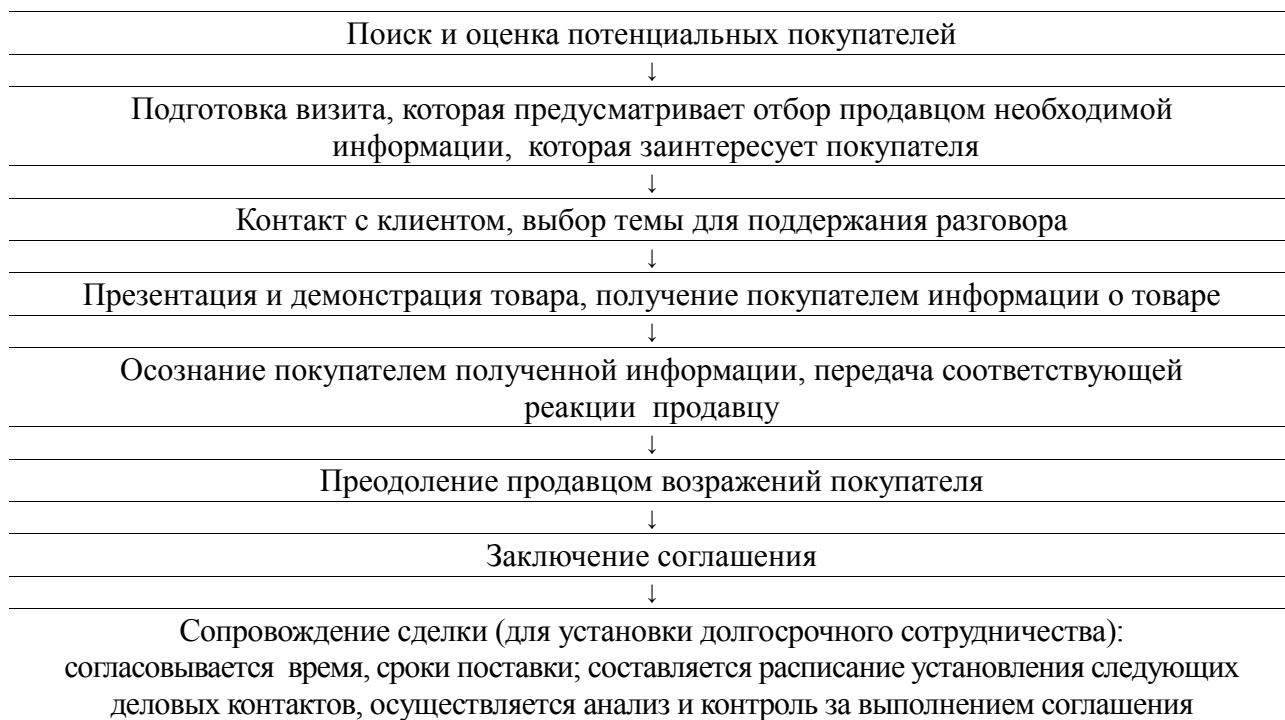 Поиск и оценка потенциальных покупателей
↓
Подготовка визита, которая предусматривает отбор продавцом необходимой
информации, которая заинтересует покупателя
↓
Контакт с клиентом, выбор темы для поддержания разговора
↓
Презентация и демонстрация товара, получение покупателем информации о товаре
↓
Осознание покупателем полученной информации, передача соответствующей
реакции продавцу
↓
Преодоление продавцом возражений покупателя
↓
Заключение соглашения
↓
Сопровождение сделки (для установки долгосрочного сотрудничества):
согласовывается время, сроки поставки; составляется расписание установления следующих
деловых контактов, осуществляется анализ и контроль за выполнением соглашения